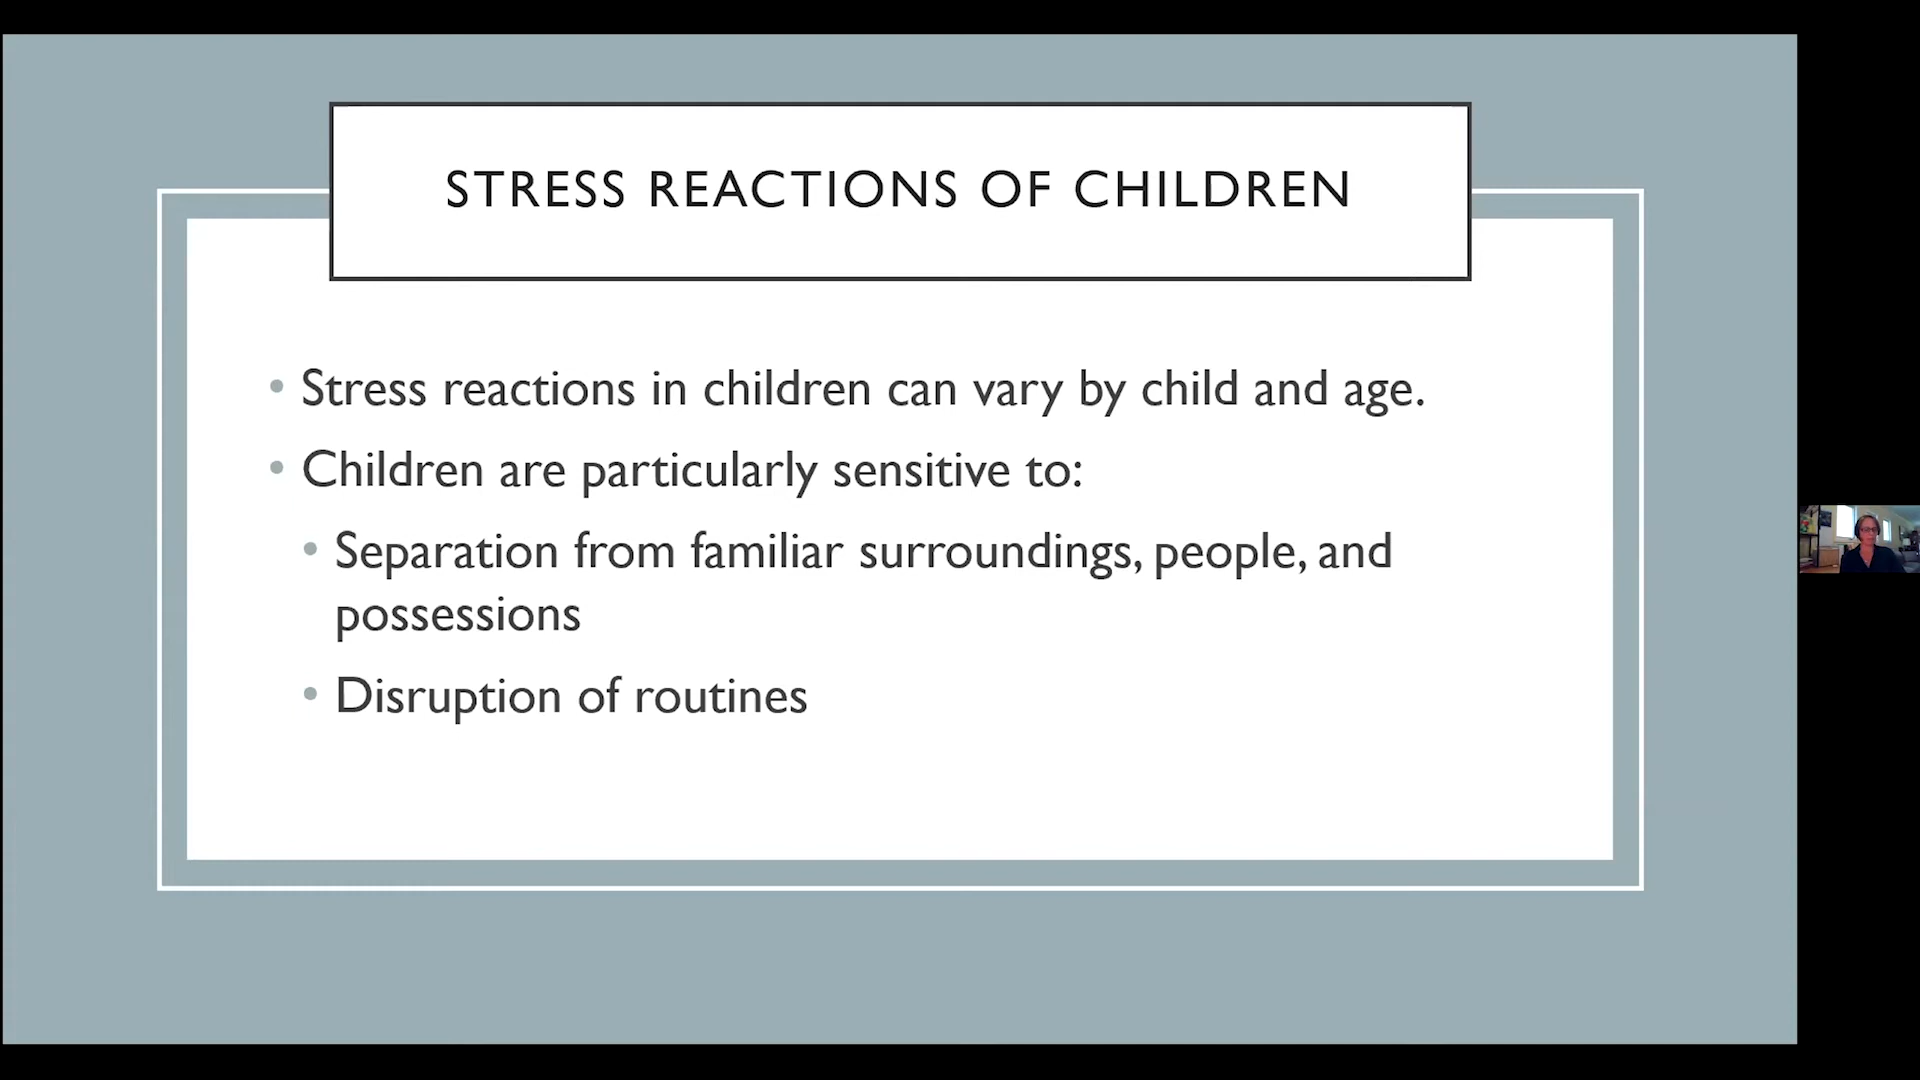 STRESS REACTIONS OF CHILDREN
• Stress reactions in children can vary by child and age.
• Children are particularly sensitive to:
• Separation from familiar surroundings, people, and
possessions
• Disruption of routines